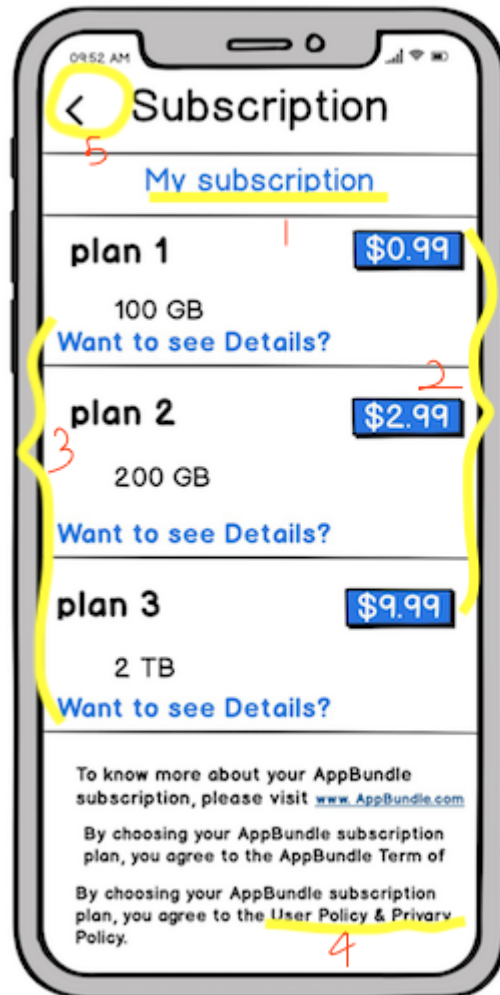 09:52 AM
Subscription
5
My subscription
1
plan 1 $0.99
100 GB
Want to see Details?
2
plan 2 $2.99
3
200 GB
Want to see Details?
plan 3 $9.99
2 TB
Want to see Details?
To know more about your AppBundle
subscription, please visit www. AppBundle.com
By choosing your AppBundle subscription
plan, you agree to the AppBundle Term of
By choosing your AppBundle subscription
plan, you agree to the User Policy & Privary
Policy.
4